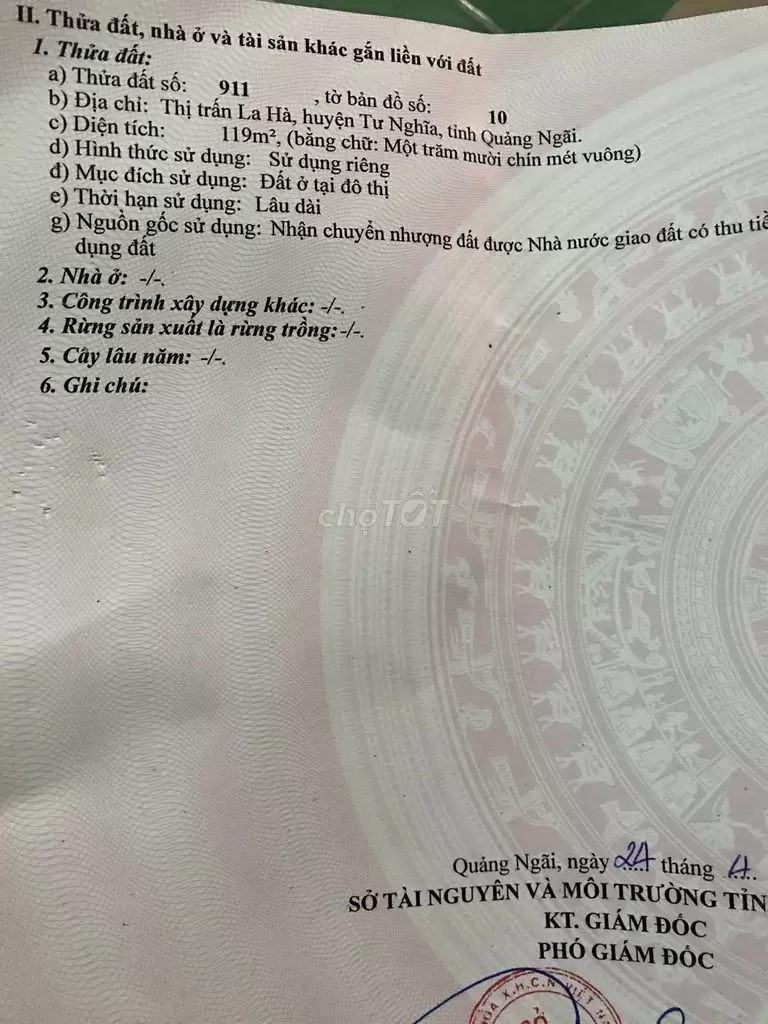 II. Thửa đất, nhà ở và tài sản khác gắn liền với đất
1. Thửa đất:
a) Thửa đất số: 911 , tờ bản đồ số: 10
b) Địa chỉ: Thị trấn La Hà, huyện Tư Nghĩa, tỉnh Quảng Ngãi.
c) Diện tích: 119m², (bằng chữ: Một trăm mười chín mét vuông)
d) Hình thức sử dụng: Sử dụng riêng
đ) Mục đích sử dụng: Đất ở tại đô thị
e) Thời hạn sử dụng: Lâu dài
g) Nguồn gốc sử dụng: Nhận chuyển nhượng đất được Nhà nước giao đất có thu tiề
dụng đất
2. Nhà ở: -/-.
3. Công trình xây dựng khác: -/-.
4. Rừng sản xuất là rừng trồng: -/-.
5. Cây lâu năm: -/-.
6. Ghi chú:
chợTỐT
Quảng Ngãi, ngày 24 tháng 4
SỞ TÀI NGUYÊN VÀ MÔI TRƯỜNG TỈN
KT. GIÁM ĐỐC
PHÓ GIÁM ĐỐC
HÒA X.H.C.N VIỆT NA